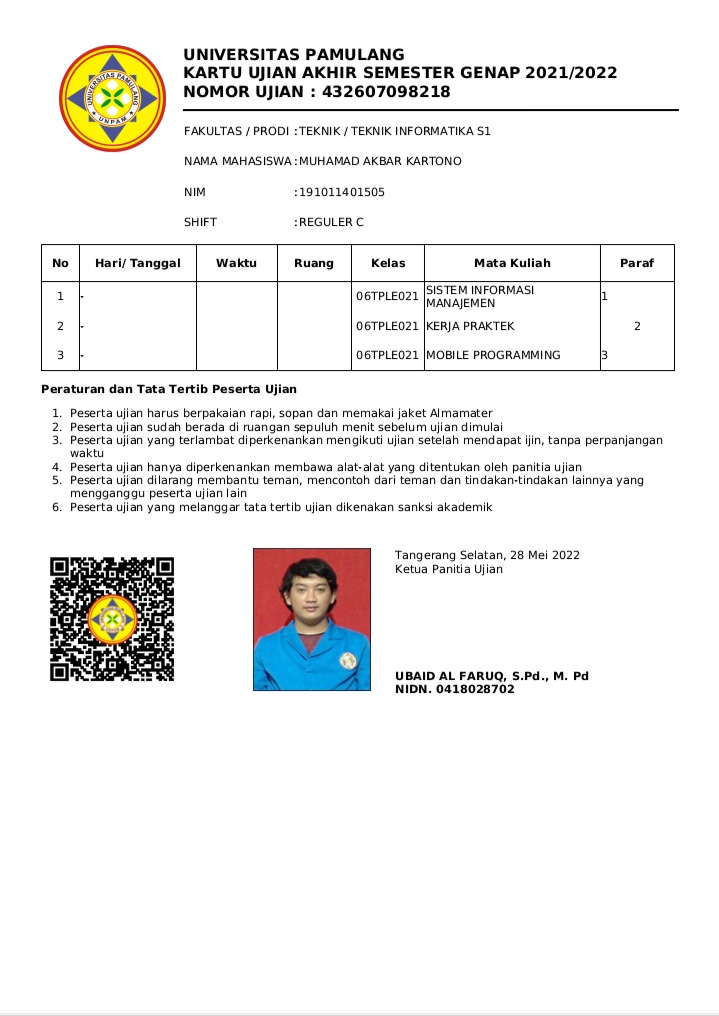 UNIVERSITAS PAMULANG
UNPAM
UNIVERSITAS PAMULANG
KARTU UJIAN AKHIR SEMESTER GENAP 2021/2022
NOMOR UJIAN : 432607098218
FAKULTAS / PRODI : TEKNIK / TEKNIK INFORMATIKA S1
NAMA MAHASISWA : MUHAMAD AKBAR KARTONO
NIM : 191011401505
SHIFT : REGULER C
No Hari/ Tanggal Waktu Ruang Kelas Mata Kuliah Paraf
1 - 06TPLE021 SISTEM INFORMASI MANAJEMEN 1
2 - 06TPLE021 KERJA PRAKTEK 2
3 - 06TPLE021 MOBILE PROGRAMMING 3
Peraturan dan Tata Tertib Peserta Ujian
1. Peserta ujian harus berpakaian rapi, sopan dan memakai jaket Almamater
2. Peserta ujian sudah berada di ruangan sepuluh menit sebelum ujian dimulai
3. Peserta ujian yang terlambat diperkenankan mengikuti ujian setelah mendapat ijin, tanpa perpanjangan
waktu
4. Peserta ujian hanya diperkenankan membawa alat-alat yang ditentukan oleh panitia ujian
5. Peserta ujian dilarang membantu teman, mencontoh dari teman dan tindakan-tindakan lainnya yang
mengganggu peserta ujian lain
6. Peserta ujian yang melanggar tata tertib ujian dikenakan sanksi akademik
Tangerang Selatan, 28 Mei 2022
Ketua Panitia Ujian
UBAID AL FARUQ, S.Pd., M. Pd
NIDN. 0418028702